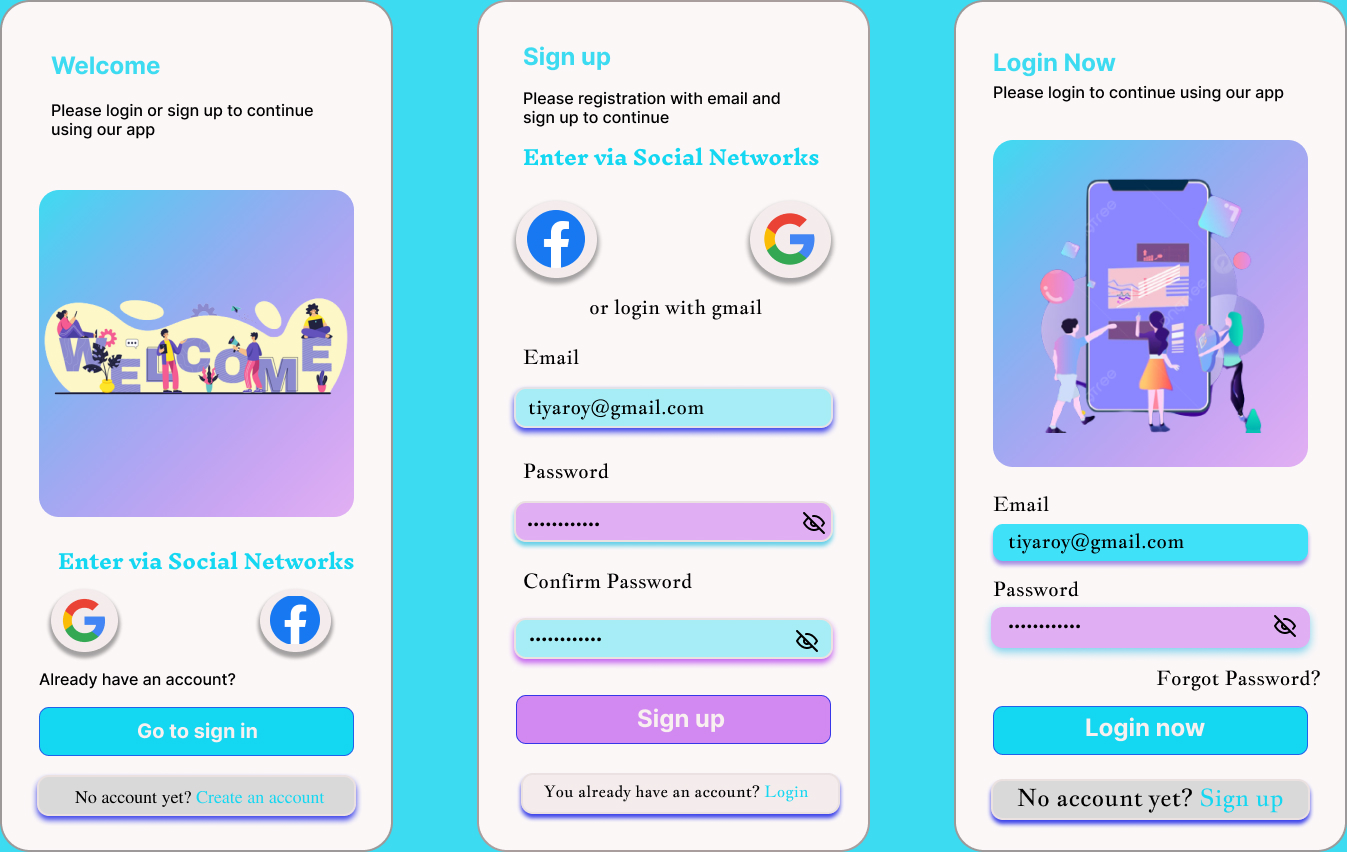 Welcome
Please login or sign up to continue
using our app
WELCOME
Enter via Social Networks
Already have an account?
Go to sign in
No account yet? Create an account
Sign up
Please registration with email and
sign up to continue
Enter via Social Networks
or login with gmail
Email
tiyaroy@gmail.com
Password
••••••••••••
Confirm Password
••••••••••••
Sign up
You already have an account? Login
Login Now
Please login to continue using our app
Email
tiyaroy@gmail.com
Password
••••••••••••
Forgot Password?
Login now
No account yet? Sign up